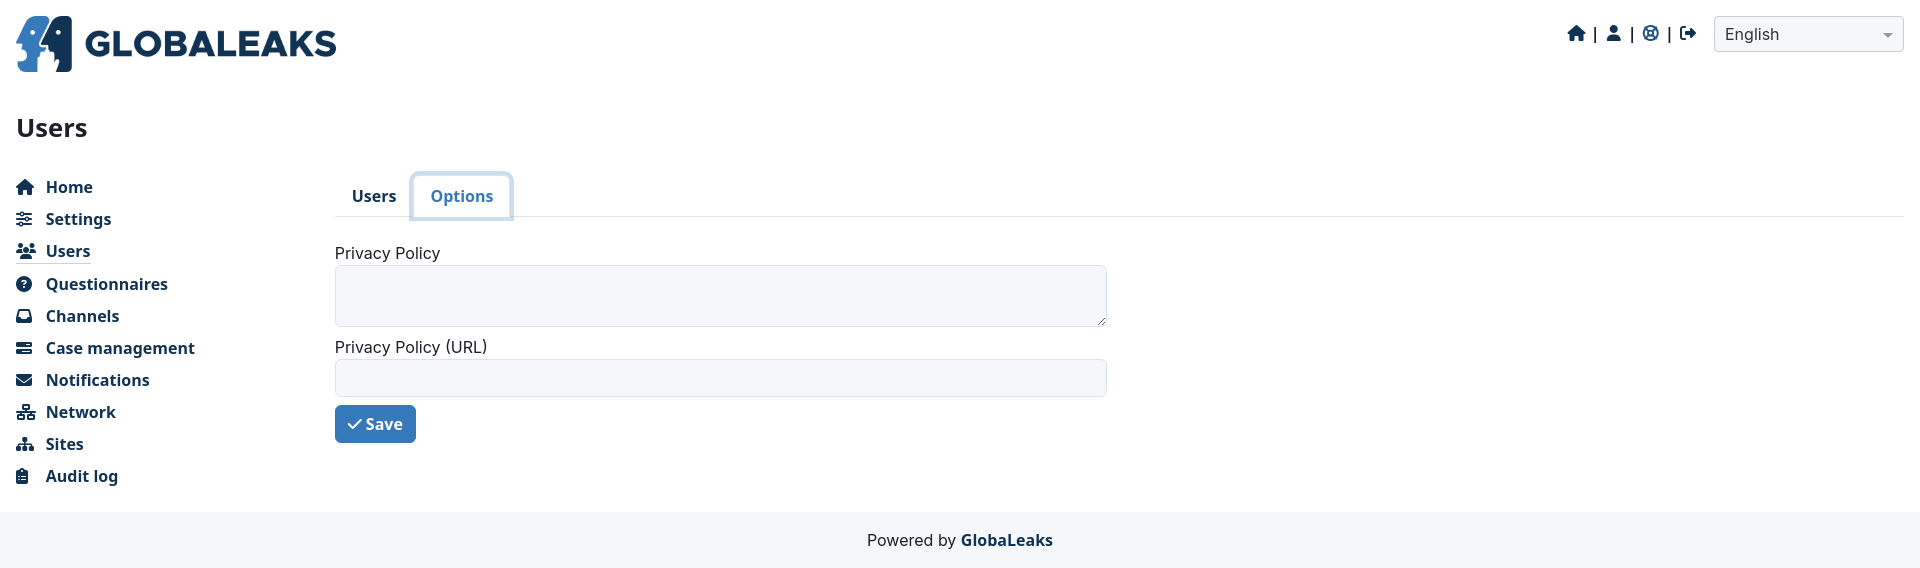 GLOBALEAKS
| | |
English
Users
Home
Settings
Users
Questionnaires
Channels
Case management
Notifications
Network
Sites
Audit log
Users Options
Privacy Policy
Privacy Policy (URL)
Save
Powered by GlobaLeaks